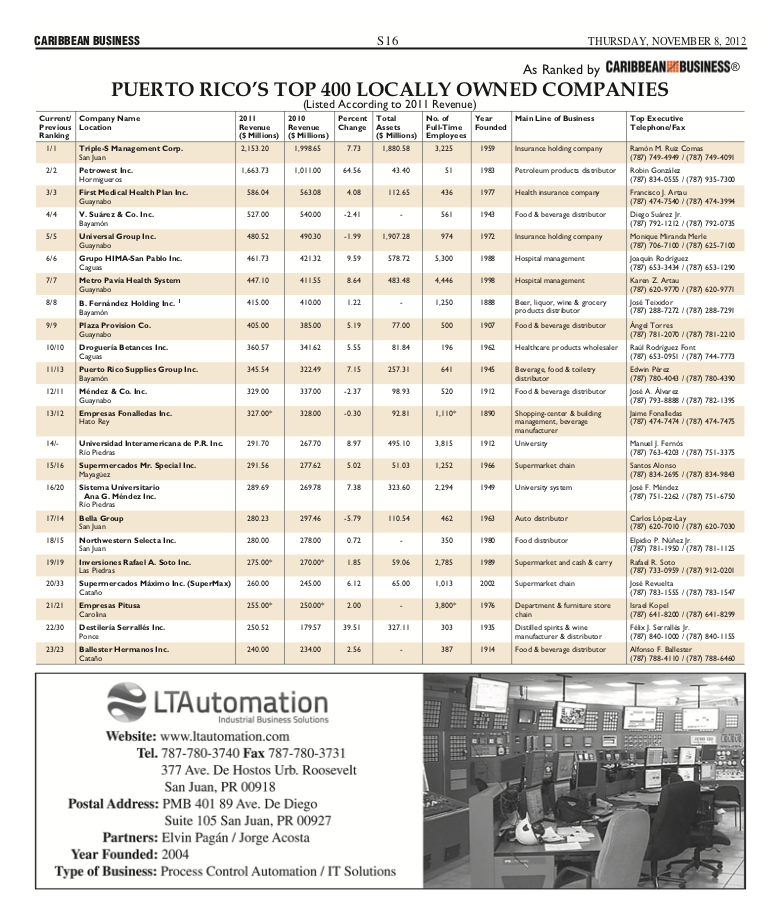 CARIBBEAN BUSINESS S16 THURSDAY, NOVEMBER 8, 2012
As Ranked by CARIBBEAN BUSINESS®
PUERTO RICO'S TOP 400 LOCALLY OWNED COMPANIES
(Listed According to 2011 Revenue)
Current/ Company Name 2011 2010 Percent Total No. of Year Main Line of Business Top Executive
Previous Location Revenue Revenue Change Assets Full-Time Founded Telephone/Fax
Ranking ($ Millions) ($ Millions) ($ Millions) Employees
1/1 Triple-S Management Corp. 2,153.20 1,998.65 7.73 1,880.58 3,225 1959 Insurance holding company Ramón M. Ruiz Comas
San Juan (787) 749-4949 / (787) 749-4091
2/2 Petrowest Inc. 1,663.73 1,011.00 64.56 43.40 51 1983 Petroleum products distributor Robin González
Hormigueros (787) 834-0555 / (787) 935-7300
3/3 First Medical Health Plan Inc. 586.04 563.08 4.08 112.65 436 1977 Health insurance company Francisco J. Artau
Guaynabo (787) 474-7540 / (787) 474-3994
4/4 V. Suárez & Co. Inc. 527.00 540.00 -2.41 - 561 1943 Food & beverage distributor Diego Suárez Jr.
Bayamón (787) 792-1212 / (787) 792-0735
5/5 Universal Group Inc. 480.52 490.30 -1.99 1,907.28 974 1972 Insurance holding company Monique Miranda Merle
Guaynabo (787) 706-7100 / (787) 625-7100
6/6 Grupo HIMA-San Pablo Inc. 461.73 421.32 9.59 578.72 5,300 1988 Hospital management Joaquín Rodríguez
Caguas (787) 653-3434 / (787) 653-1290
7/7 Metro Pavia Health System 447.10 411.55 8.64 483.48 4,446 1998 Hospital management Karen Z. Artau
Guaynabo (787) 620-9770 / (787) 620-9771
8/8 B. Fernández Holding Inc. 1 415.00 410.00 1.22 - 1,250 1888 Beer, liquor, wine & grocery José Teixidor
Bayamón products distributor (787) 288-7272 / (787) 288-7291
9/9 Plaza Provision Co. 405.00 385.00 5.19 77.00 500 1907 Food & beverage distributor Ángel Torres
Guaynabo (787) 781-2070 / (787) 781-2210
10/10 Droguería Betances Inc. 360.57 341.62 5.55 81.84 196 1962 Healthcare products wholesaler Raúl Rodríguez Font
Caguas (787) 653-0951 / (787) 744-7773
11/13 Puerto Rico Supplies Group Inc. 345.54 322.49 7.15 257.31 641 1945 Beverage, food & toiletry Edwin Pérez
Bayamón distributor (787) 780-4043 / (787) 780-4390
12/11 Méndez & Co. Inc. 329.00 337.00 -2.37 98.93 520 1912 Food & beverage distributor José A. Álvarez
Guaynabo (787) 793-8888 / (787) 782-1395
13/12 Empresas Fonalledas Inc. 327.00* 328.00 -0.30 92.81 1,110* 1890 Shopping-center & building Jaime Fonalledas
Hato Rey management, beverage (787) 474-7474 / (787) 474-7475
manufacturer
14/- Universidad Interamericana de P.R. Inc. 291.70 267.70 8.97 495.10 3,815 1912 University Manuel J. Fernós
Río Piedras (787) 763-4203 / (787) 751-3375
15/16 Supermercados Mr. Special Inc. 291.56 277.62 5.02 51.03 1,252 1966 Supermarket chain Santos Alonso
Mayagüez (787) 834-2695 / (787) 834-9843
16/20 Sistema Universitario 289.69 269.78 7.38 323.60 2,294 1949 University system José F. Méndez
Ana G. Méndez Inc. (787) 751-2262 / (787) 751-6750
Río Piedras
17/14 Bella Group 280.23 297.46 -5.79 110.54 462 1963 Auto distributor Carlos López-Lay
San Juan (787) 620-7010 / (787) 620-7030
18/15 Northwestern Selecta Inc. 280.00 278.00 0.72 - 350 1980 Food distributor Elpidio P. Núñez Jr.
San Juan (787) 781-1950 / (787) 781-1125
19/19 Inversiones Rafael A. Soto Inc. 275.00* 270.00* 1.85 59.06 2,785 1989 Supermarket and cash & carry Rafael R. Soto
Las Piedras (787) 733-0959 / (787) 912-0201
20/33 Supermercados Máximo Inc. (SuperMax) 260.00 245.00 6.12 65.00 1,013 2002 Supermarket chain José Revuelta
Cataño (787) 783-1555 / (787) 783-1547
21/21 Empresas Pitusa 255.00* 250.00* 2.00 - 3,800* 1976 Department & furniture store Israel Kopel
Carolina chain (787) 641-8200 / (787) 641-8299
22/30 Destilería Serrallés Inc. 250.52 179.57 39.51 327.11 303 1935 Distilled spirits & wine Félix J. Serrallés Jr.
Ponce manufacturer & distributor (787) 840-1000 / (787) 840-1155
23/23 Ballester Hermanos Inc. 240.00 234.00 2.56 - 387 1914 Food & beverage distributor Alfonso F. Ballester
Cataño (787) 788-4110 / (787) 788-6460
LTAutomation
Industrial Business Solutions
Website: www.ltautomation.com
Tel. 787-780-3740 Fax 787-780-3731
377 Ave. De Hostos Urb. Roosevelt
San Juan, PR 00918
Postal Address: PMB 401 89 Ave. De Diego
Suite 105 San Juan, PR 00927
Partners: Elvin Pagán / Jorge Acosta
Year Founded: 2004
Type of Business: Process Control Automation / IT Solutions